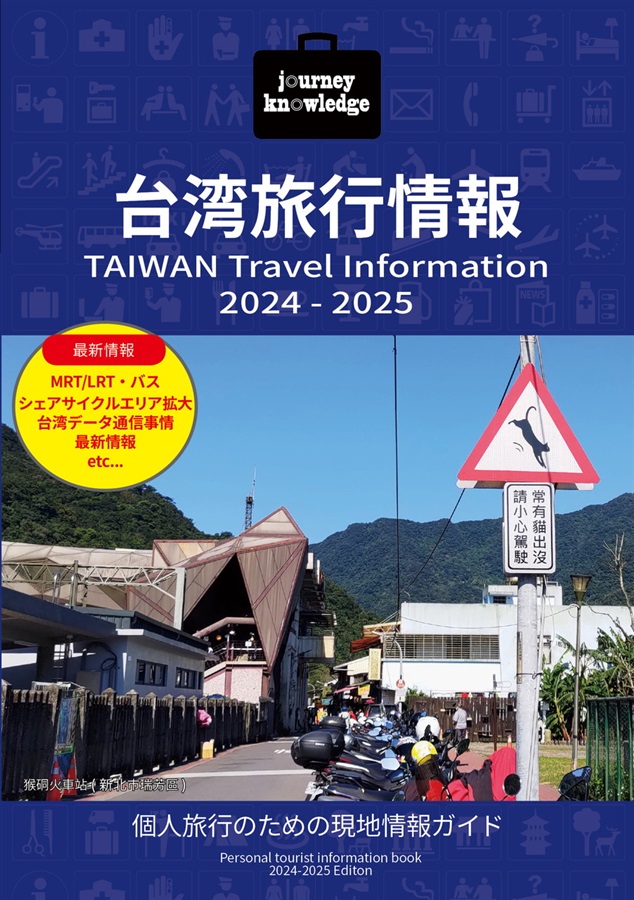 journey
knowledge
台湾旅行情報
TAIWAN Travel Information
2024 - 2025
最新情報
MRT/LRT・バス
シェアサイクルエリア拡大
台湾データ通信事情
最新情報
etc...
常有貓出沒
請小心駕駛
猴硐火車站 ( 新北市瑞芳區 )
個人旅行のための現地情報ガイド
Personal tourist information book
2024-2025 Editon
NEWS